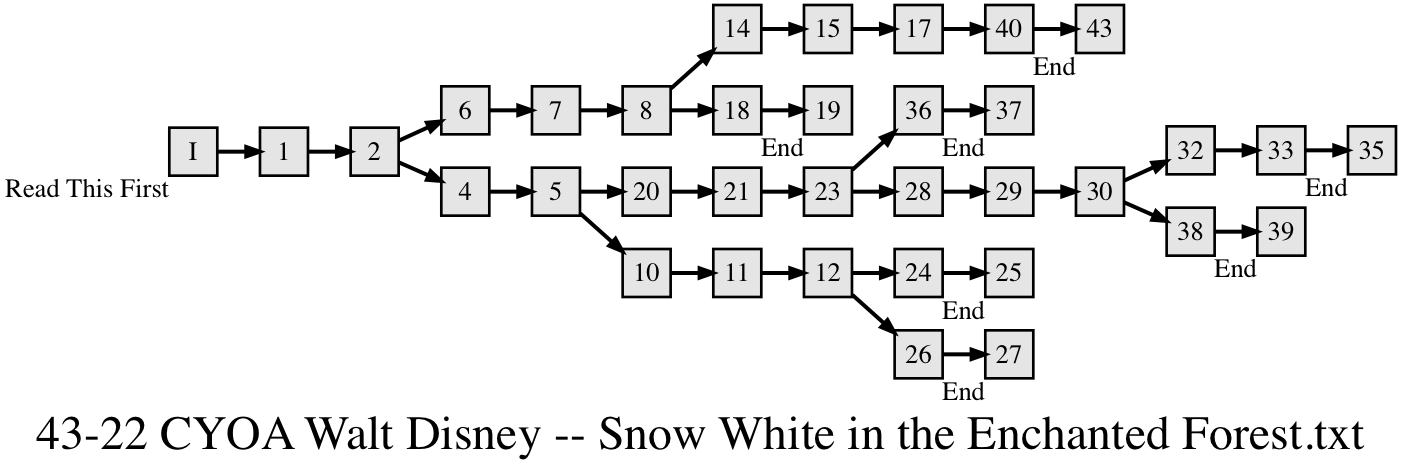 14 15 17 40 43
End
6 7 8 18 19 36 37
End End
I 1 2 32 33 35
Read This First End
4 5 20 21 23 28 29 30
38 39
End
10 11 12 24 25
End
26 27
End
43-22 CYOA Walt Disney -- Snow White in the Enchanted Forest.txt